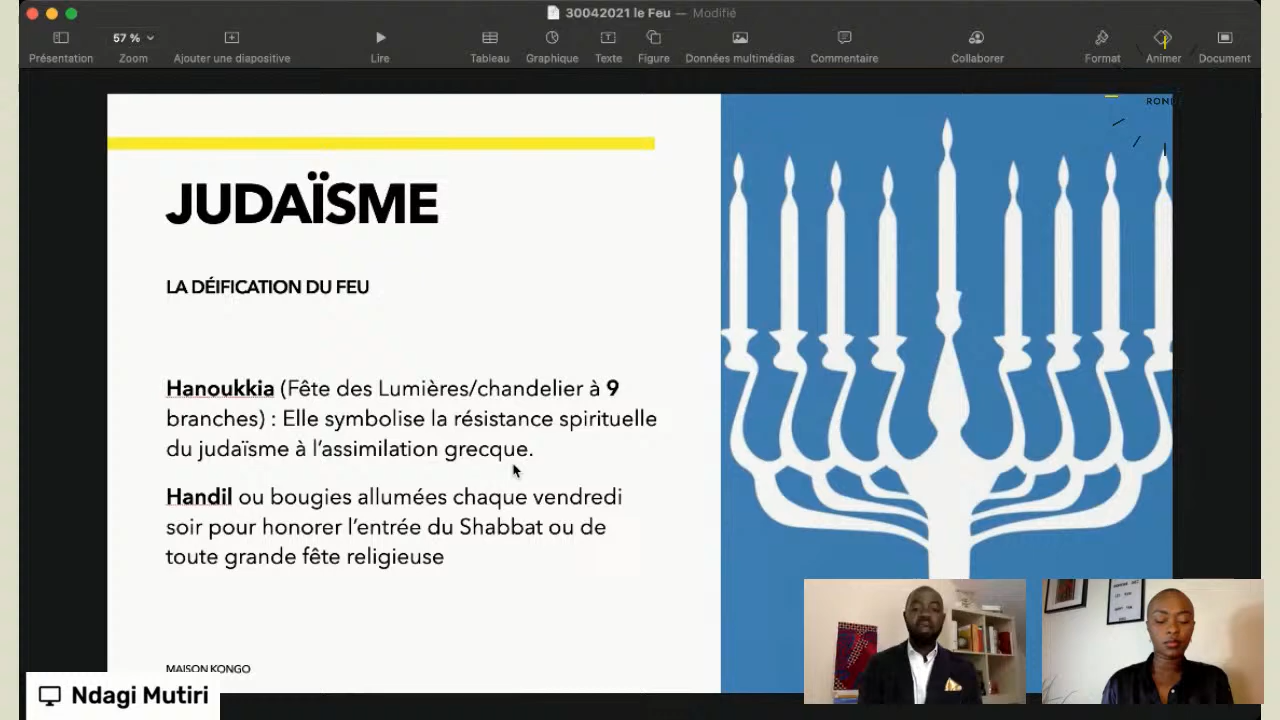 30042021 le Feu — Modifié
57 %
Présentation Zoom Ajouter une diapositive Lire Tableau Graphique Texte Figure Données multimédias Commentaire Collaborer Format Animer Document
JUDAÏSME
LA DÉIFICATION DU FEU
Hanoukkia (Fête des Lumières/chandelier à 9
branches) : Elle symbolise la résistance spirituelle
du judaïsme à l’assimilation grecque.
Handil ou bougies allumées chaque vendredi
soir pour honorer l’entrée du Shabbat ou de
toute grande fête religieuse
MAISON KONGO
Ndagi Mutiri